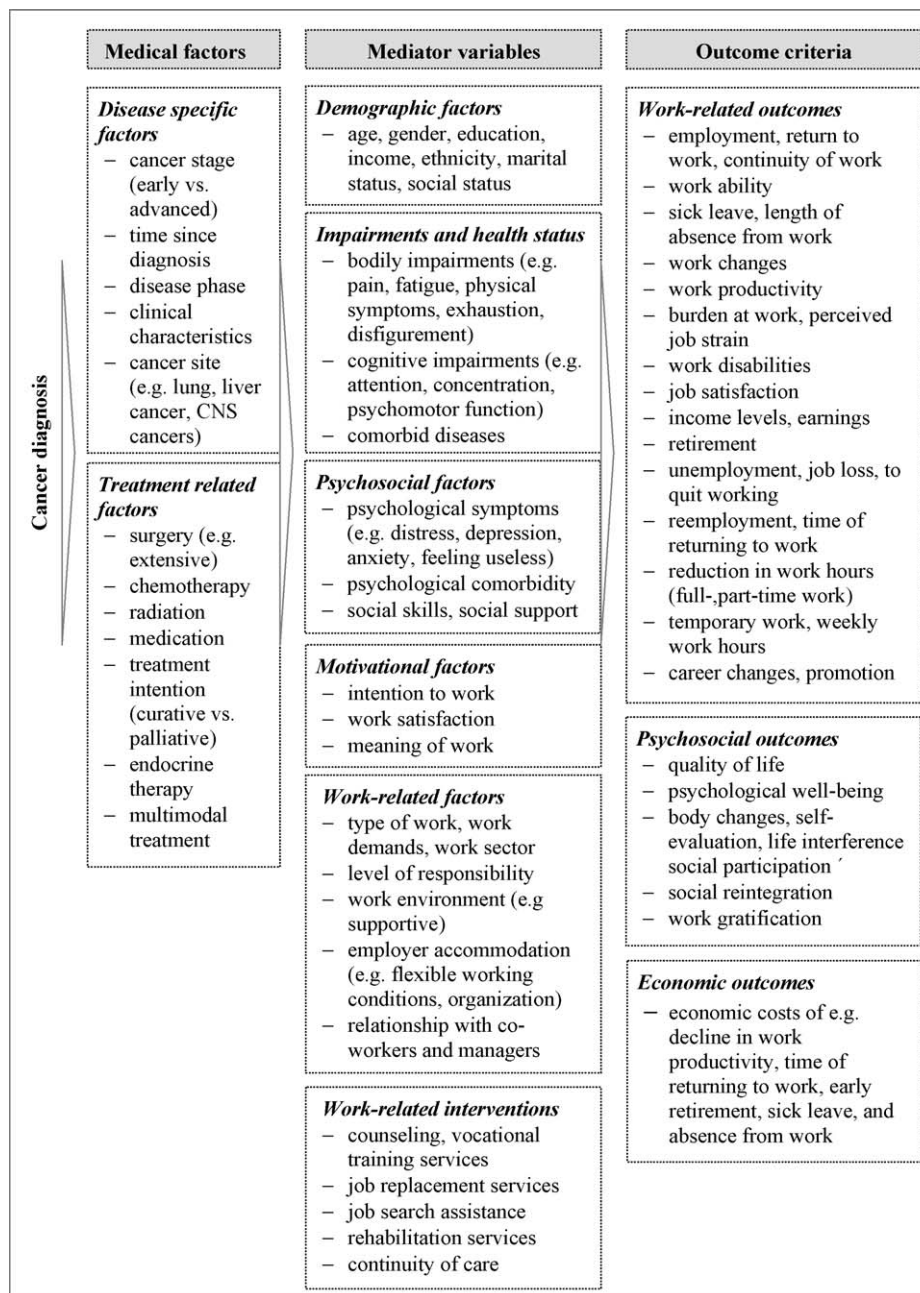 Cancer diagnosis
Medical factors
Disease specific
factors
– cancer stage
(early vs.
advanced)
– time since
diagnosis
– disease phase
– clinical
characteristics
– cancer site
(e.g. lung, liver
cancer, CNS
cancers)
Treatment related
factors
– surgery (e.g.
extensive)
– chemotherapy
– radiation
– medication
– treatment
intention
(curative vs.
palliative)
– endocrine
therapy
– multimodal
treatment
Mediator variables
Demographic factors
– age, gender, education,
income, ethnicity, marital
status, social status
Impairments and health status
– bodily impairments (e.g.
pain, fatigue, physical
symptoms, exhaustion,
disfigurement)
– cognitive impairments (e.g.
attention, concentration,
psychomotor function)
– comorbid diseases
Psychosocial factors
– psychological symptoms
(e.g. distress, depression,
anxiety, feeling useless)
– psychological comorbidity
– social skills, social support
Motivational factors
– intention to work
– work satisfaction
– meaning of work
Work-related factors
– type of work, work
demands, work sector
– level of responsibility
– work environment (e.g
supportive)
– employer accommodation
(e.g. flexible working
conditions, organization)
– relationship with co-
workers and managers
Work-related interventions
– counseling, vocational
training services
– job replacement services
– job search assistance
– rehabilitation services
– continuity of care
Outcome criteria
Work-related outcomes
– employment, return to
work, continuity of work
– work ability
– sick leave, length of
absence from work
– work changes
– work productivity
– burden at work, perceived
job strain
– work disabilities
– job satisfaction
– income levels, earnings
– retirement
– unemployment, job loss, to
quit working
– reemployment, time of
returning to work
– reduction in work hours
(full-,part-time work)
– temporary work, weekly
work hours
– career changes, promotion
Psychosocial outcomes
– quality of life
– psychological well-being
– body changes, self-
evaluation, life interference
social participation ´
– social reintegration
– work gratification
Economic outcomes
– economic costs of e.g.
decline in work
productivity, time of
returning to work, early
retirement, sick leave, and
absence from work